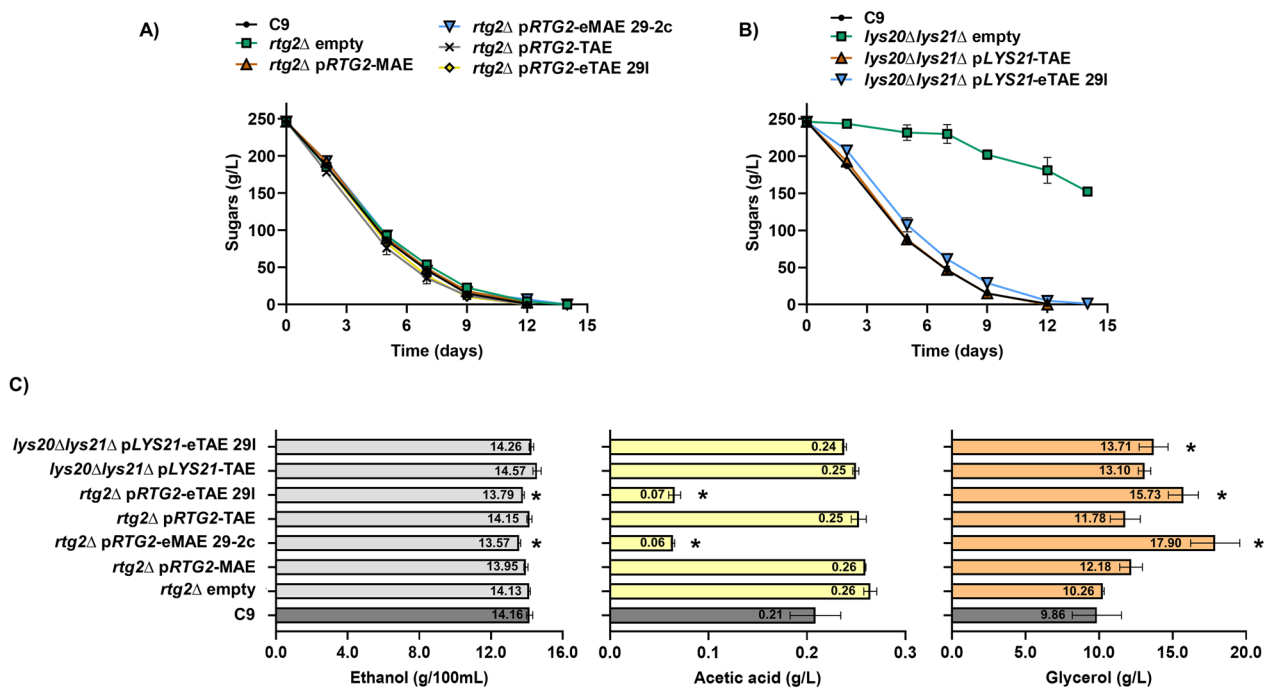 A)
C9
rtg2Δ empty
rtg2Δ pRTG2-MAE
rtg2Δ pRTG2-eMAE 29-2c
rtg2Δ pRTG2-TAE
rtg2Δ pRTG2-eTAE 29I
Sugars (g/L)
250
200
150
100
50
0
0 3 6 9 12 15
Time (days)
B)
C9
lys20Δlys21Δ empty
lys20Δlys21Δ pLYS21-TAE
lys20Δlys21Δ pLYS21-eTAE 29I
Sugars (g/L)
250
200
150
100
50
0
0 3 6 9 12 15
Time (days)
C)
lys20Δlys21Δ pLYS21-eTAE 29I 14.26 0.24 13.71 *
lys20Δlys21Δ pLYS21-TAE 14.57 0.25 13.10
rtg2Δ pRTG2-eTAE 29I 13.79 * 0.07 * 15.73 *
rtg2Δ pRTG2-TAE 14.15 0.25 11.78
rtg2Δ pRTG2-eMAE 29-2c 13.57 * 0.06 * 17.90 *
rtg2Δ pRTG2-MAE 13.95 0.26 12.18
rtg2Δ empty 14.13 0.26 10.26
C9 14.16 0.21 9.86
0.0 4.0 8.0 12.0 16.0
Ethanol (g/100mL)
0.0 0.1 0.2 0.3
Acetic acid (g/L)
0.0 5.0 10.0 15.0 20.0
Glycerol (g/L)